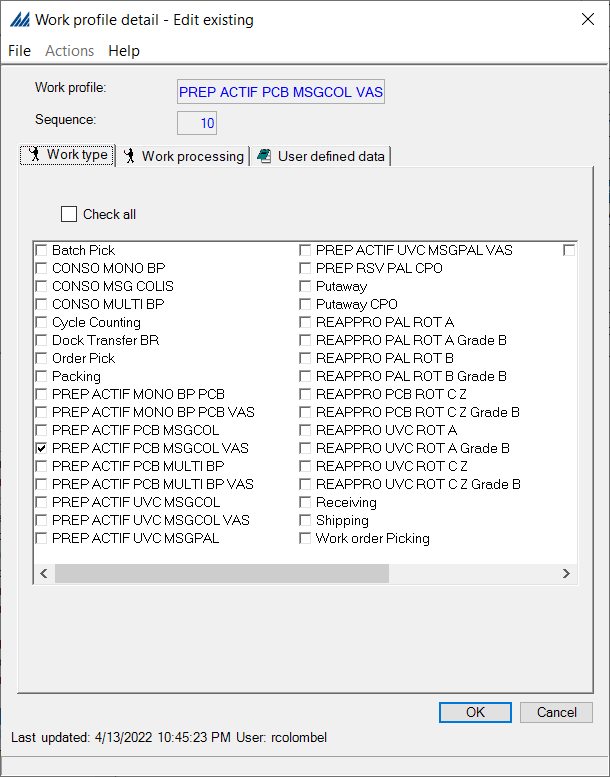 Work profile detail - Edit existing
File Actions Help
Work profile: PREP ACTIF PCB MSGCOL VAS
Sequence: 10
Work type Work processing User defined data
Check all
Batch Pick
CONSO MONO BP
CONSO MSG COLIS
CONSO MULTI BP
Cycle Counting
Dock Transfer BR
Order Pick
Packing
PREP ACTIF MONO BP PCB
PREP ACTIF MONO BP PCB VAS
PREP ACTIF PCB MSGCOL
PREP ACTIF PCB MSGCOL VAS
PREP ACTIF PCB MULTI BP
PREP ACTIF PCB MULTI BP VAS
PREP ACTIF UVC MSGCOL
PREP ACTIF UVC MSGCOL VAS
PREP ACTIF UVC MSGPAL
PREP ACTIF UVC MSGPAL VAS
PREP RSV PAL CPO
Putaway
Putaway CPO
REAPPRO PAL ROT A
REAPPRO PAL ROT A Grade B
REAPPRO PAL ROT B
REAPPRO PAL ROT B Grade B
REAPPRO PCB ROT C Z
REAPPRO PCB ROT C Z Grade B
REAPPRO UVC ROT A
REAPPRO UVC ROT A Grade B
REAPPRO UVC ROT C Z
REAPPRO UVC ROT C Z Grade B
Receiving
Shipping
Work order Picking
OK Cancel
Last updated: 4/13/2022 10:45:23 PM User: rcolombel